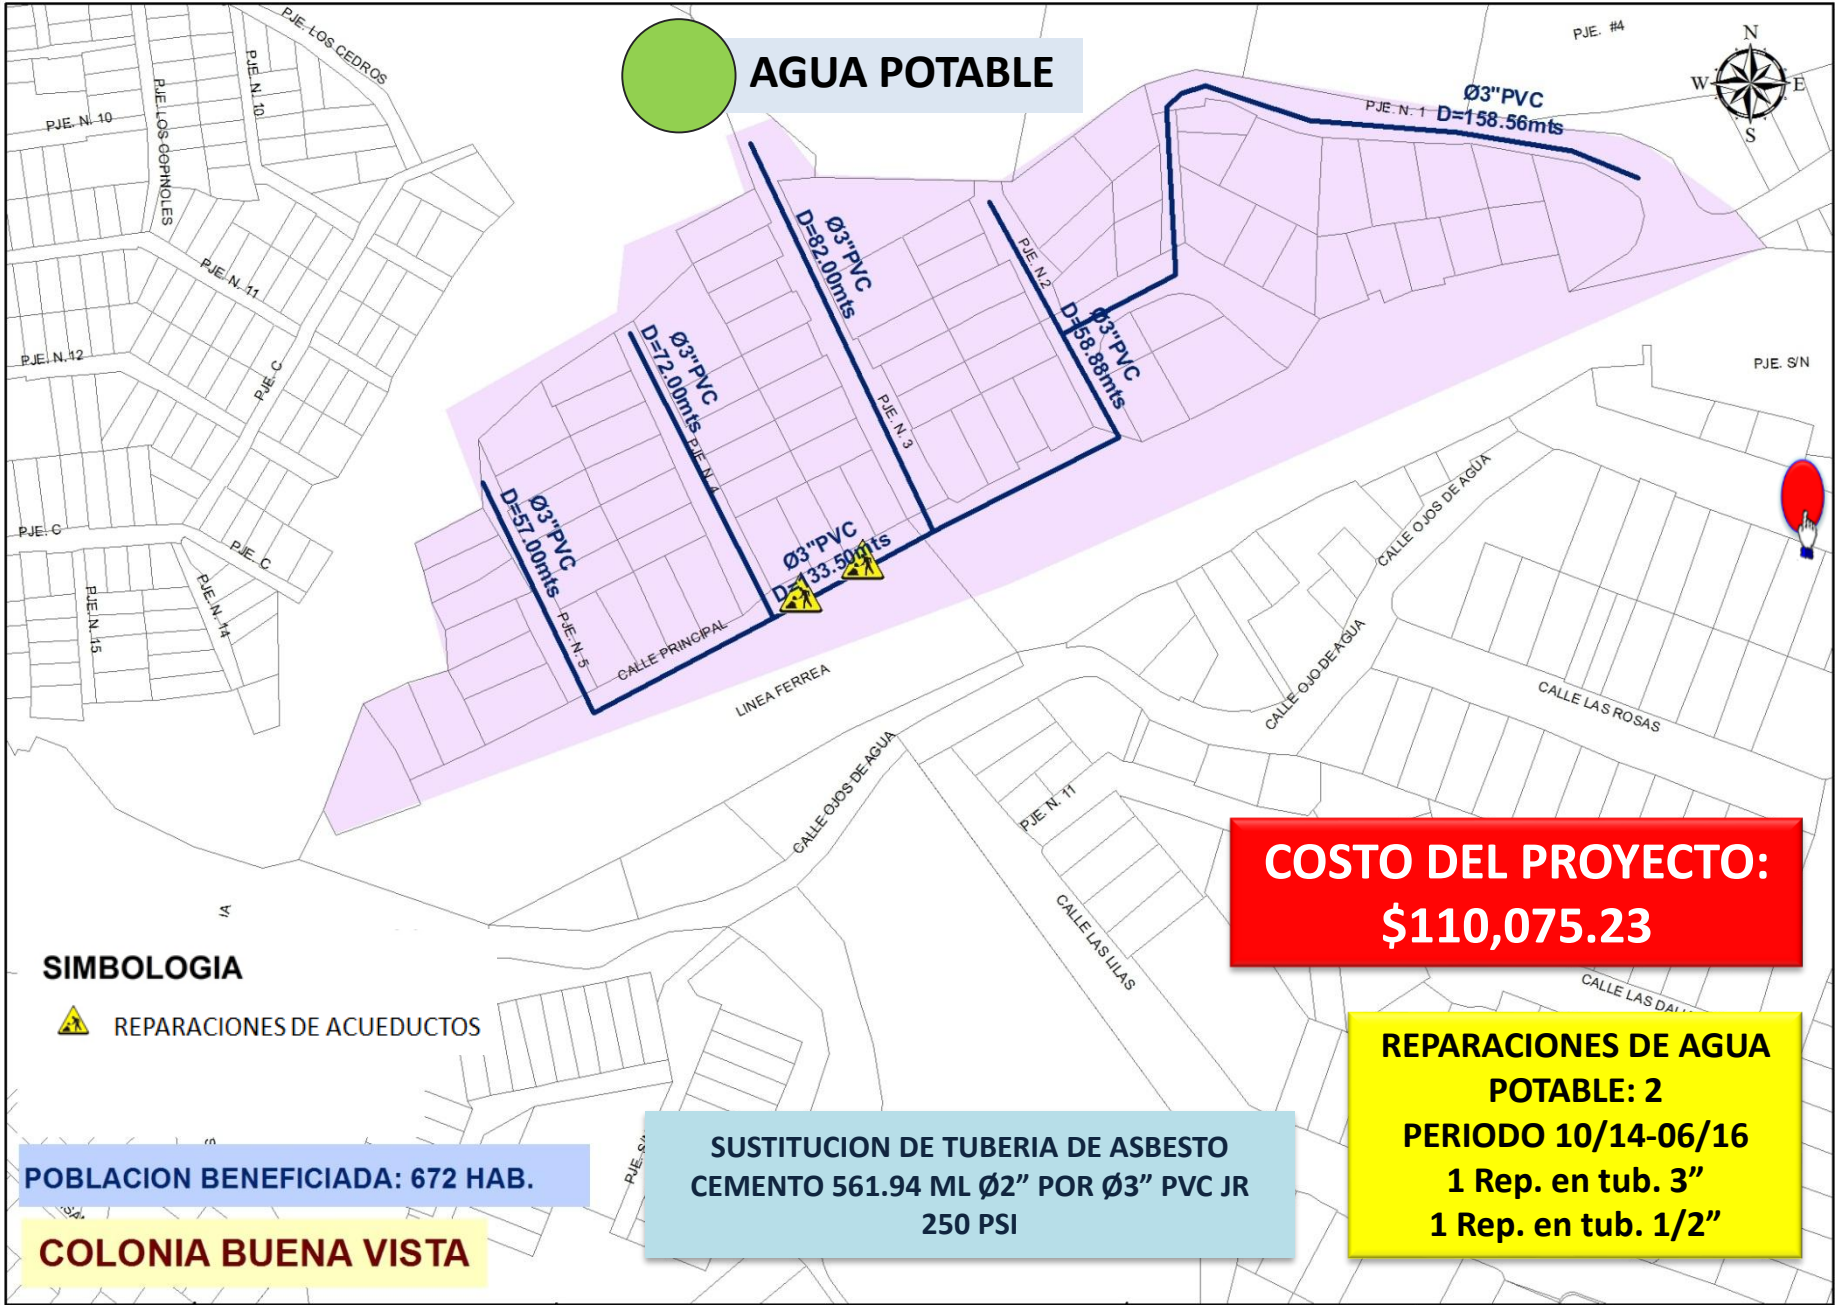 AGUA POTABLE
PJE. LOS CEDROS
PJE. N. 10
PJE. N. 10
PJE. LOS COPINOLES
PJE. #4
N
W
E
S
Ø3"PVC
D=158.56mts
PJE. N. 1
Ø3"PVC
D=82.00mts
PJE. N.2
PJE. N. 11
Ø3"PVC
D=58.88mts
Ø3"PVC
D=72.00mts
PJE. N.12
PJE. C
PJE. S/N
PJE. N. 3
PJE. N. 4
Ø3"PVC
D=57.00mts
PJE. C
PJE. C
Ø3"PVC
D=133.50mts
CALLE OJOS DE AGUA
PJE. N. 15
PJE. N. 14
PJE. N. 5
CALLE PRINCIPAL
LINEA FERREA
CALLE OJO DE AGUA
CALLE LAS ROSAS
CALLE OJOS DE AGUA
PJE. N. 11
COSTO DEL PROYECTO:
$110,075.23
IA
CALLE LAS LILAS
CALLE LAS DALI
SIMBOLOGIA
REPARACIONES DE ACUEDUCTOS
REPARACIONES DE AGUA
POTABLE: 2
PERIODO 10/14-06/16
1 Rep. en tub. 3”
1 Rep. en tub. 1/2”
SUSTITUCION DE TUBERIA DE ASBESTO
CEMENTO 561.94 ML Ø2” POR Ø3” PVC JR
250 PSI
PJE. S/
POBLACION BENEFICIADA: 672 HAB.
COLONIA BUENA VISTA